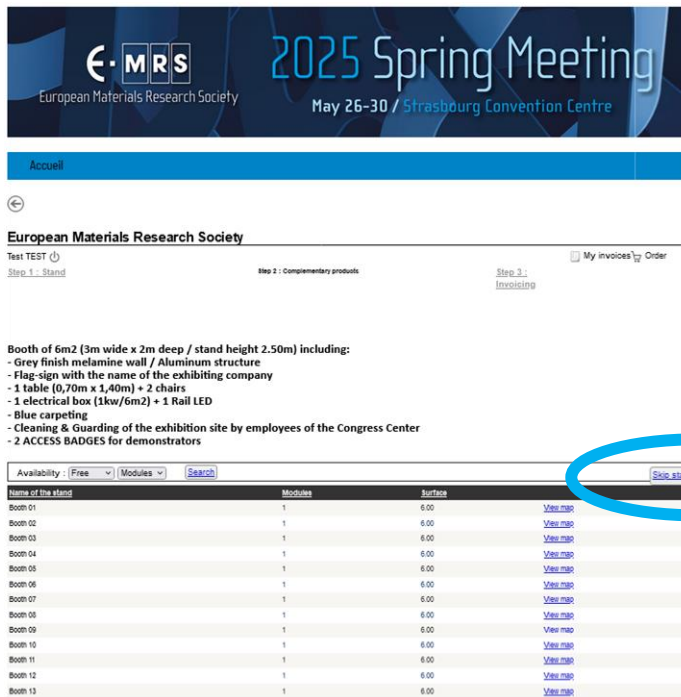 E·MRS
European Materials Research Society
2025 Spring Meeting
May 26-30 / Strasbourg Convention Centre
Accueil
European Materials Research Society
Test TEST My invoices Order
Step 1 : Stand Step 2 : Complementary products Step 3 : Invoicing
Booth of 6m2 (3m wide x 2m deep / stand height 2.50m) including:
- Grey finish melamine wall / Aluminum structure
- Flag-sign with the name of the exhibiting company
- 1 table (0,70m x 1,40m) + 2 chairs
- 1 electrical box (1kw/6m2) + 1 Rail LED
- Blue carpeting
- Cleaning & Guarding of the exhibition site by employees of the Congress Center
- 2 ACCESS BADGES for demonstrators
Availability : Free Modules Search Skip
Name of the stand Modules Surface
Booth 01 1 6.00 View map
Booth 02 1 6.00 View map
Booth 03 1 6.00 View map
Booth 04 1 6.00 View map
Booth 05 1 6.00 View map
Booth 06 1 6.00 View map
Booth 07 1 6.00 View map
Booth 08 1 6.00 View map
Booth 09 1 6.00 View map
Booth 10 1 6.00 View map
Booth 11 1 6.00 View map
Booth 12 1 6.00 View map
Booth 13 1 6.00 View map